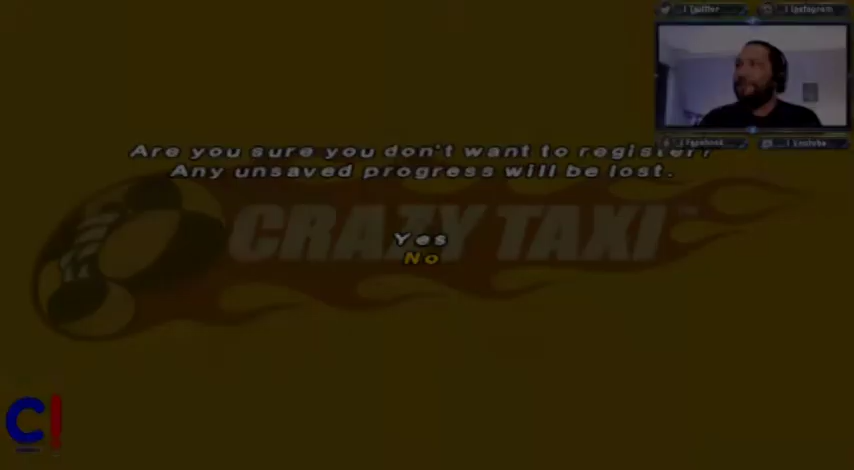 | Twitter
| Instagram
Are you sure you don't want to register?
Any unsaved progress will be lost.
CRAZY TAXI
Yes
No
| Facebook
| Youtube
C!